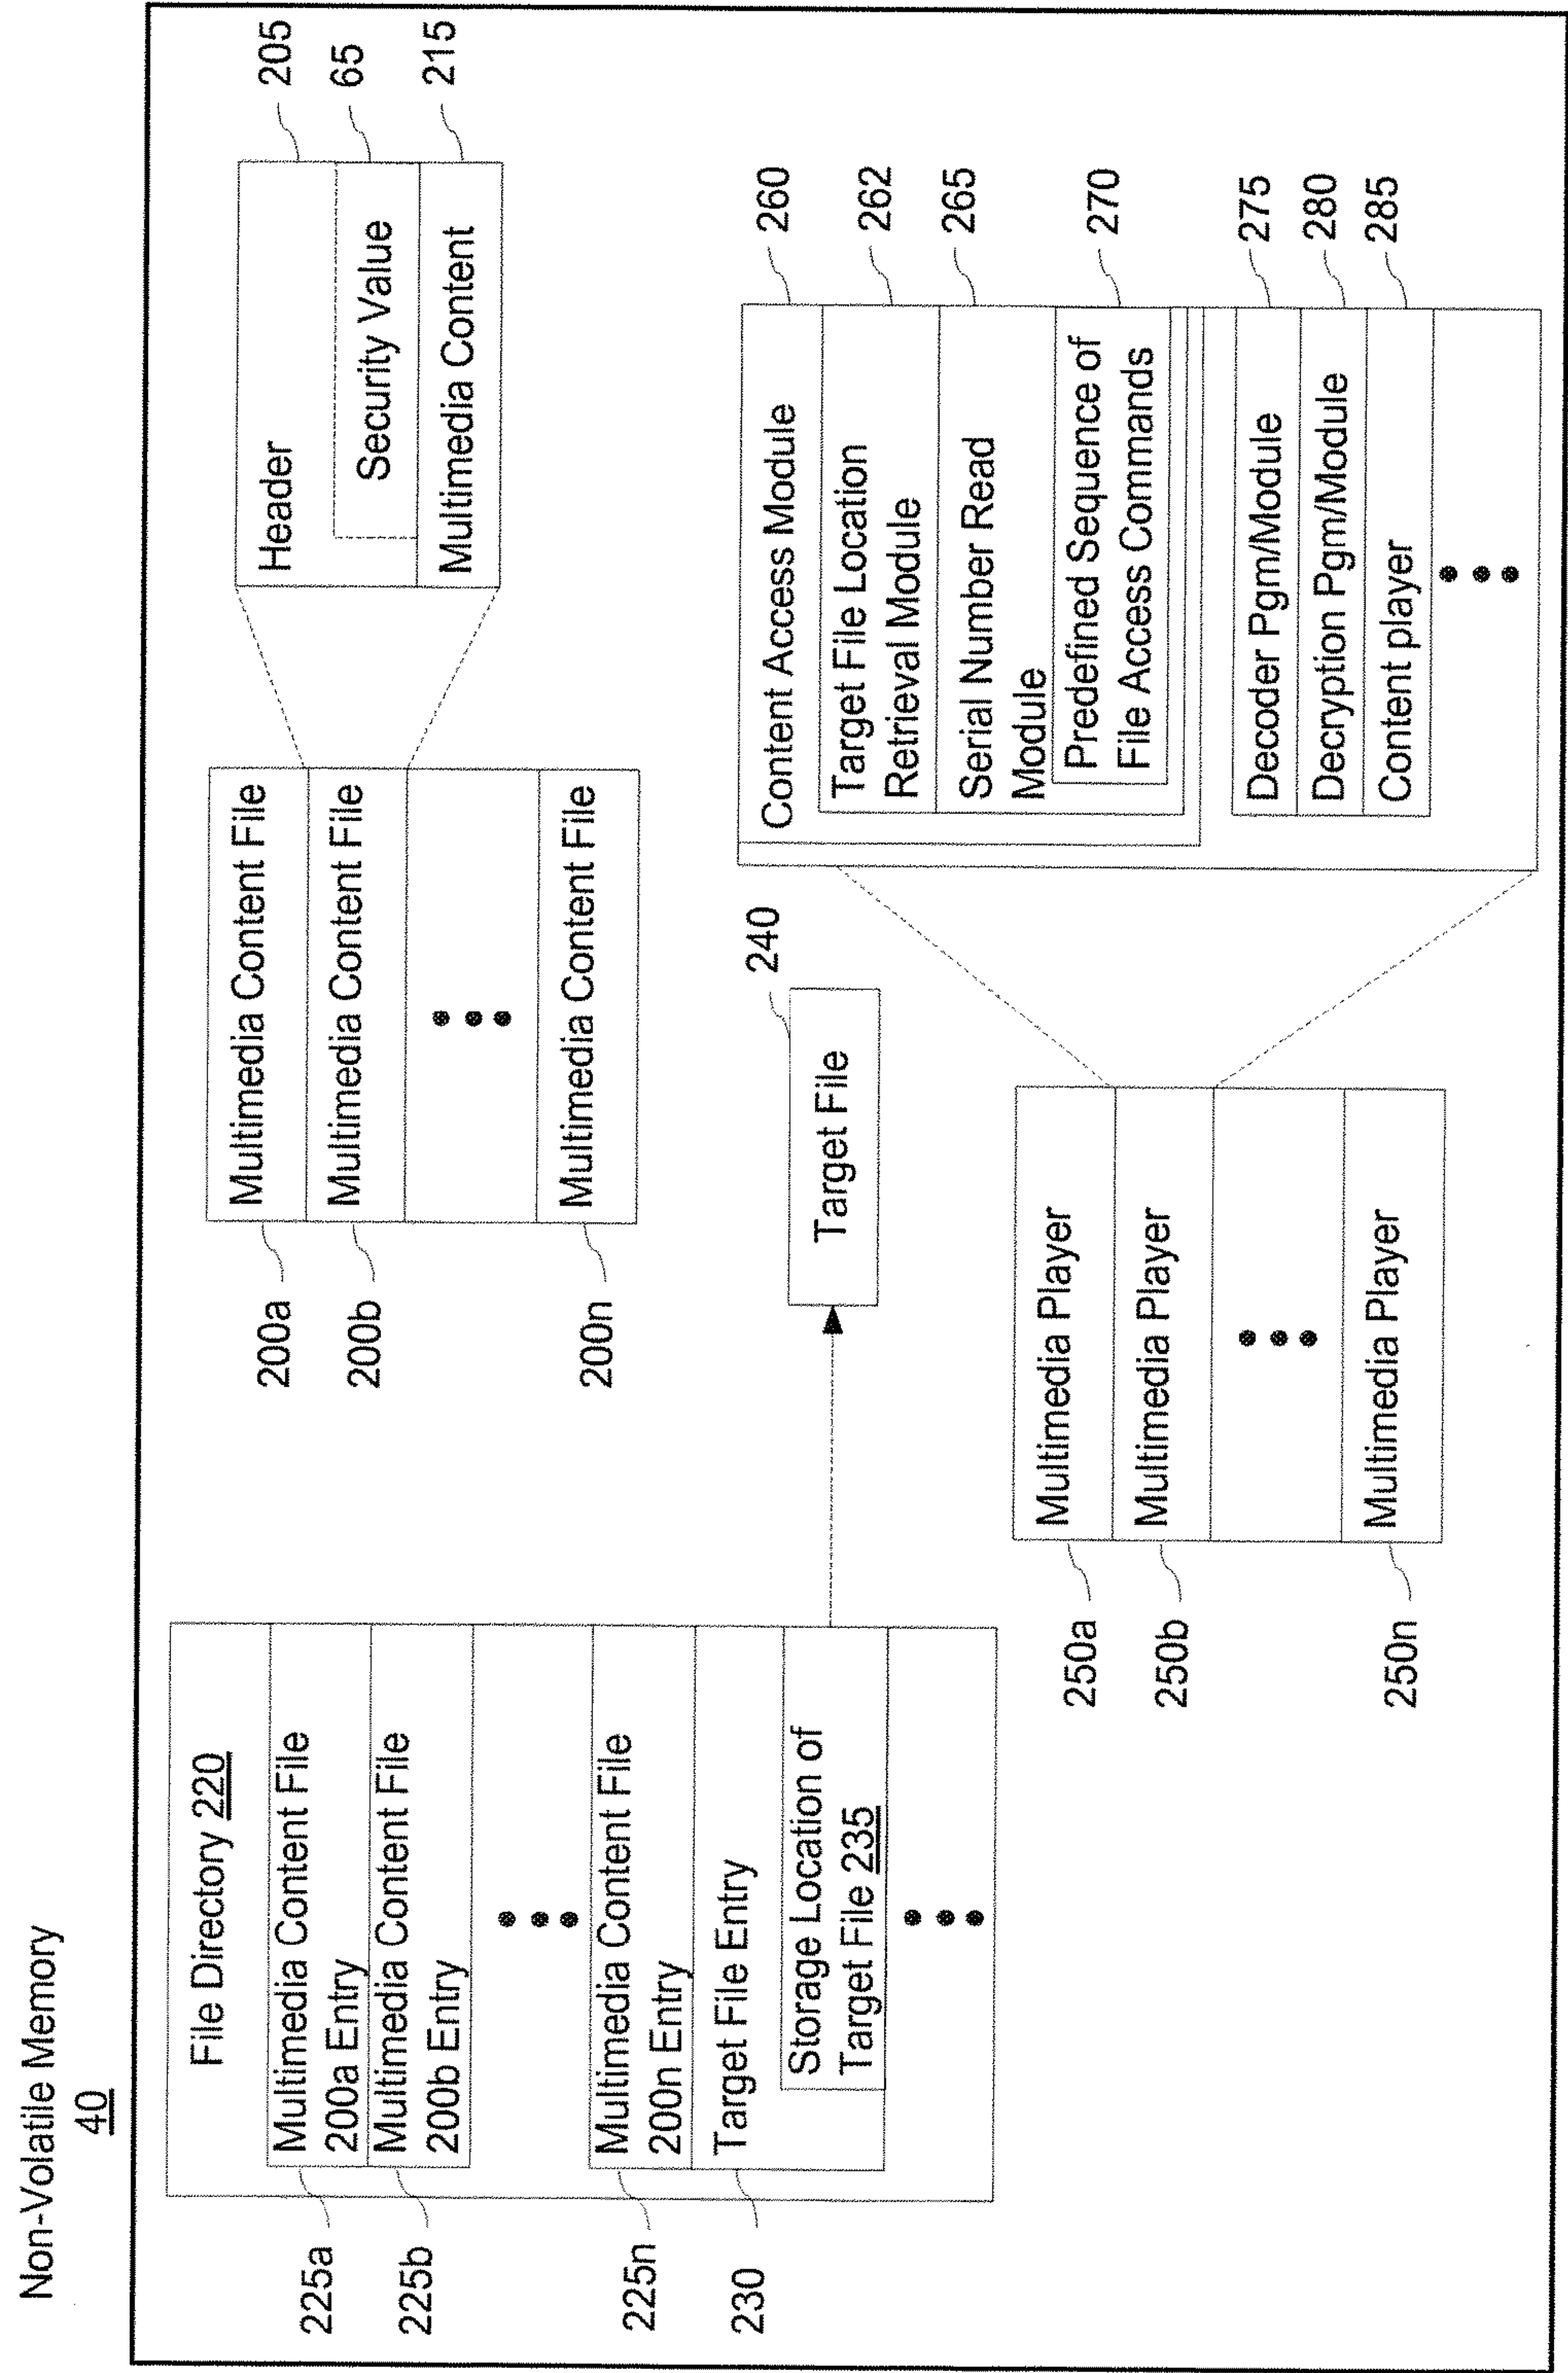 Non-Volatile Memory
40
File Directory 220
225a
Multimedia Content File
200a Entry
225b
Multimedia Content File
200b Entry
225n
Multimedia Content File
200n Entry
230
Target File Entry
Storage Location of
Target File 235
200a
Multimedia Content File
200b
Multimedia Content File
200n
Multimedia Content File
Header
205
Security Value
65
Multimedia Content
215
Target File
240
250a
Multimedia Player
250b
Multimedia Player
250n
Multimedia Player
Content Access Module
260
Target File Location
Retrieval Module
262
Serial Number Read
Module
265
Predefined Sequence of
File Access Commands
270
Decoder Pgm/Module
275
Decryption Pgm/Module
280
Content player
285